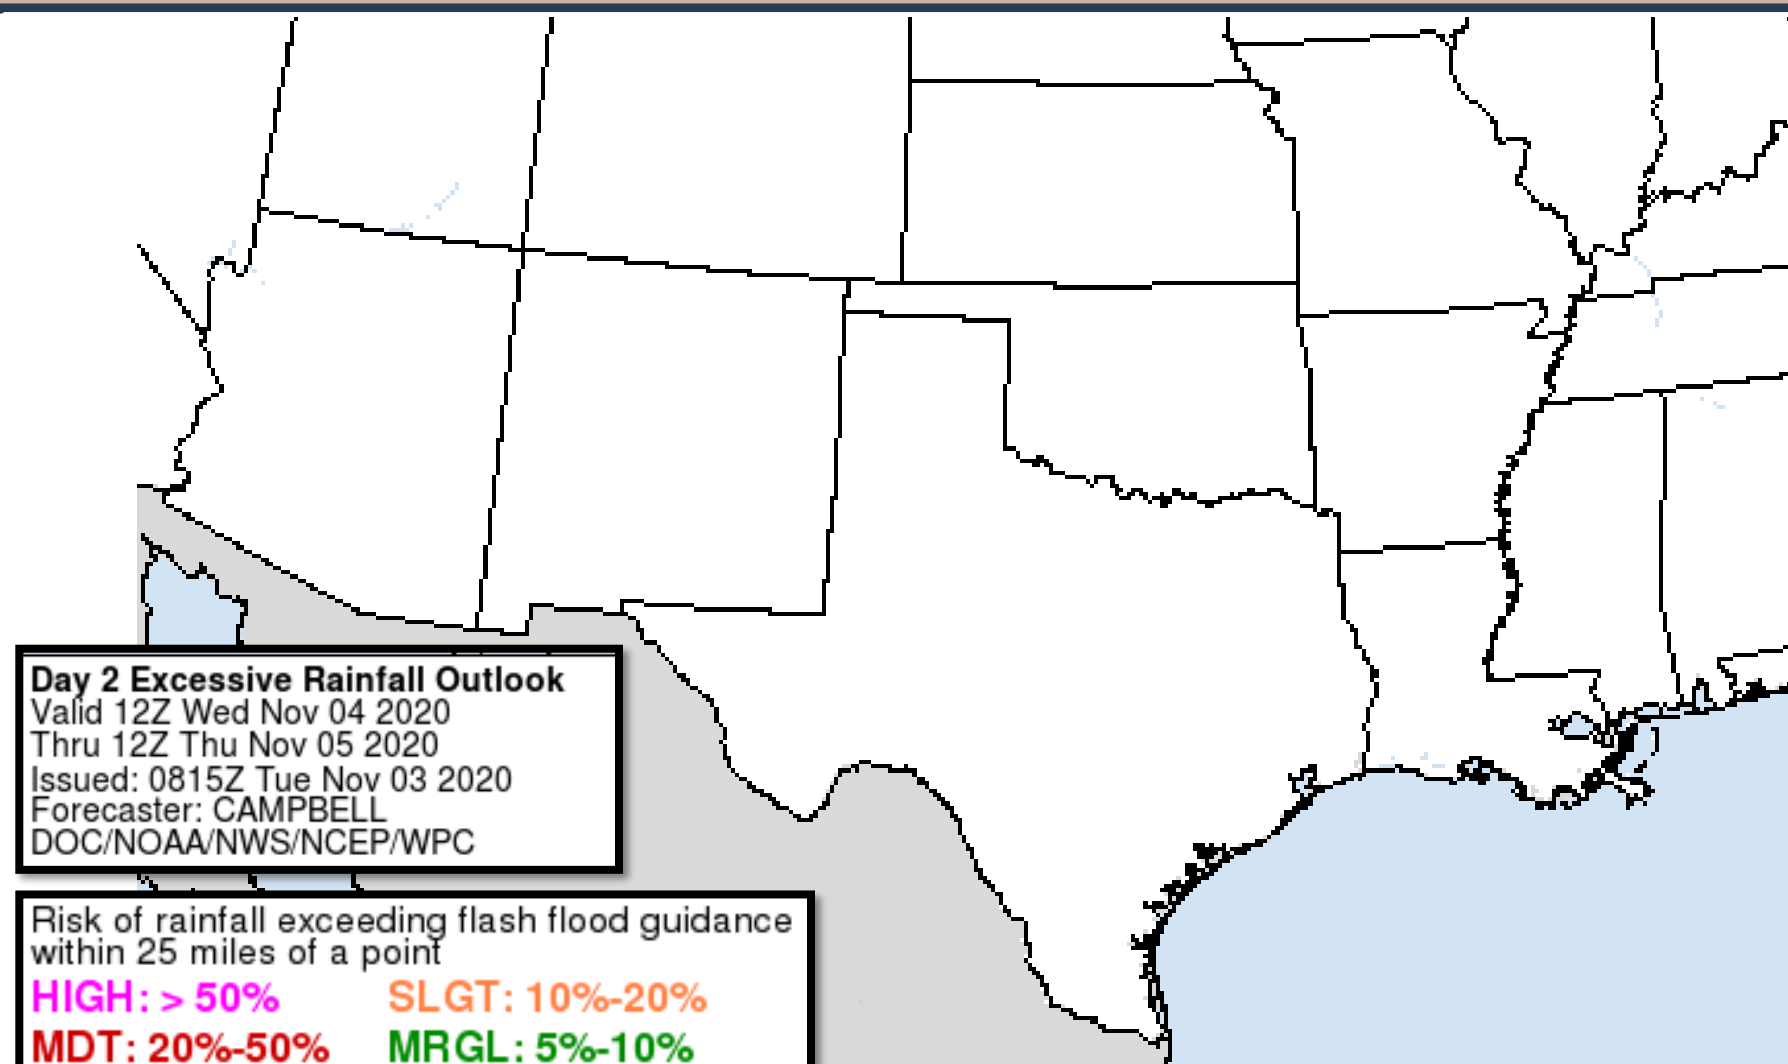 Day 2 Excessive Rainfall Outlook
Valid 12Z Wed Nov 04 2020
Thru 12Z Thu Nov 05 2020
Issued: 0815Z Tue Nov 03 2020
Forecaster: CAMPBELL
DOC/NOAA/NWS/NCEP/WPC
Risk of rainfall exceeding flash flood guidance
within 25 miles of a point
HIGH: > 50% SLGT: 10%-20%
MDT: 20%-50% MRGL: 5%-10%